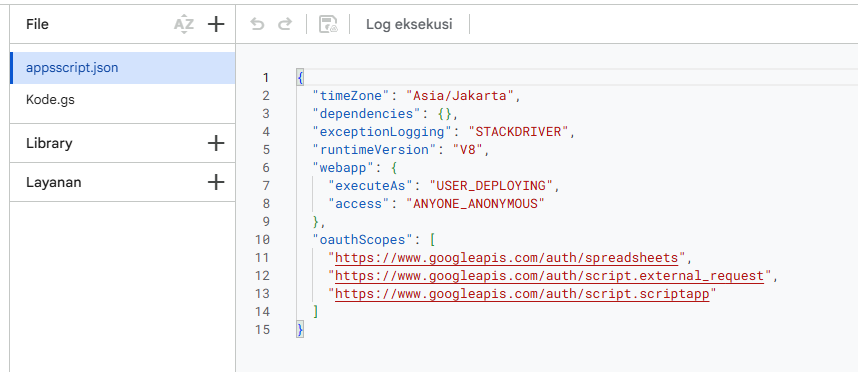 File
AZ
Log eksekusi
appsscript.json
Kode.gs
Library
Layanan
1 {
2 "timeZone": "Asia/Jakarta",
3 "dependencies": {},
4 "exceptionLogging": "STACKDRIVER",
5 "runtimeVersion": "V8",
6 "webapp": {
7 "executeAs": "USER_DEPLOYING",
8 "access": "ANYONE_ANONYMOUS"
9 },
10 "oauthScopes": [
11 "https://www.googleapis.com/auth/spreadsheets",
12 "https://www.googleapis.com/auth/script.external_request",
13 "https://www.googleapis.com/auth/script.scriptapp"
14 ]
15 }